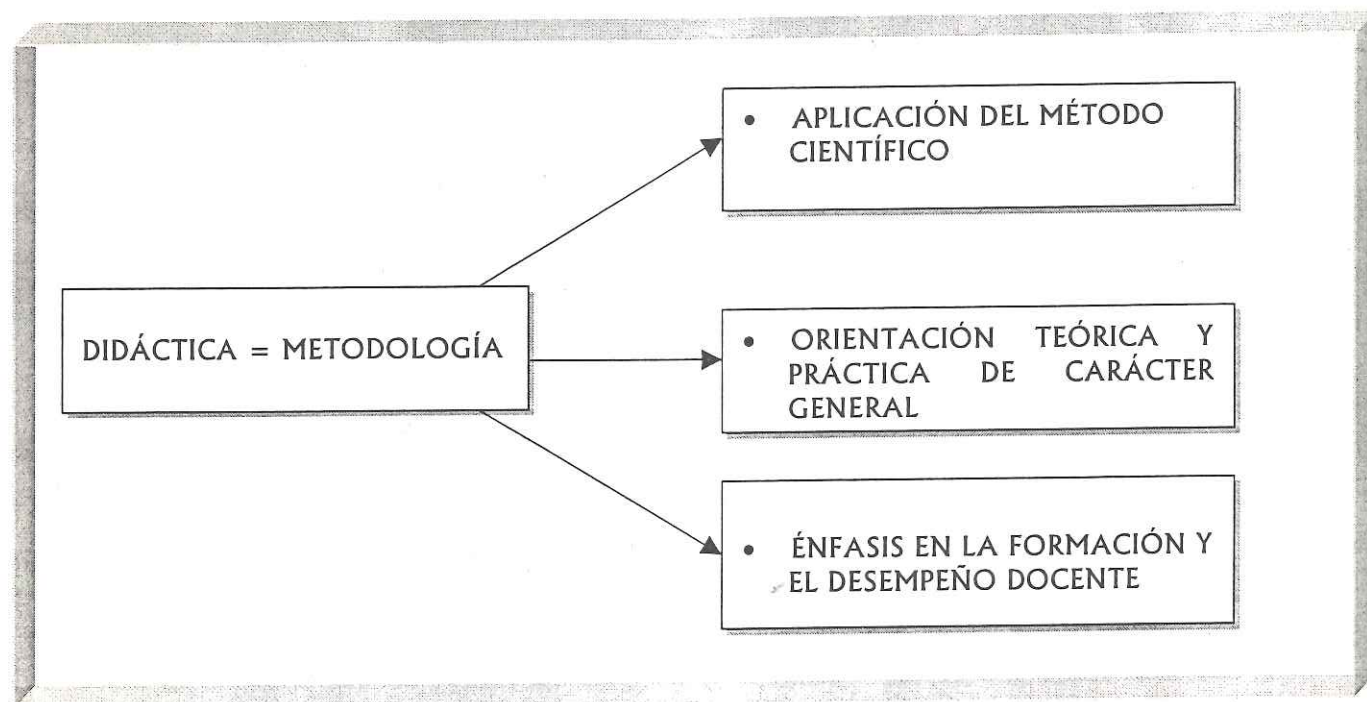 • APLICACIÓN DEL MÉTODO
CIENTÍFICO
DIDÁCTICA = METODOLOGÍA
• ORIENTACIÓN TEÓRICA Y
PRÁCTICA DE CARÁCTER
GENERAL
• ÉNFASIS EN LA FORMACIÓN Y
EL DESEMPEÑO DOCENTE